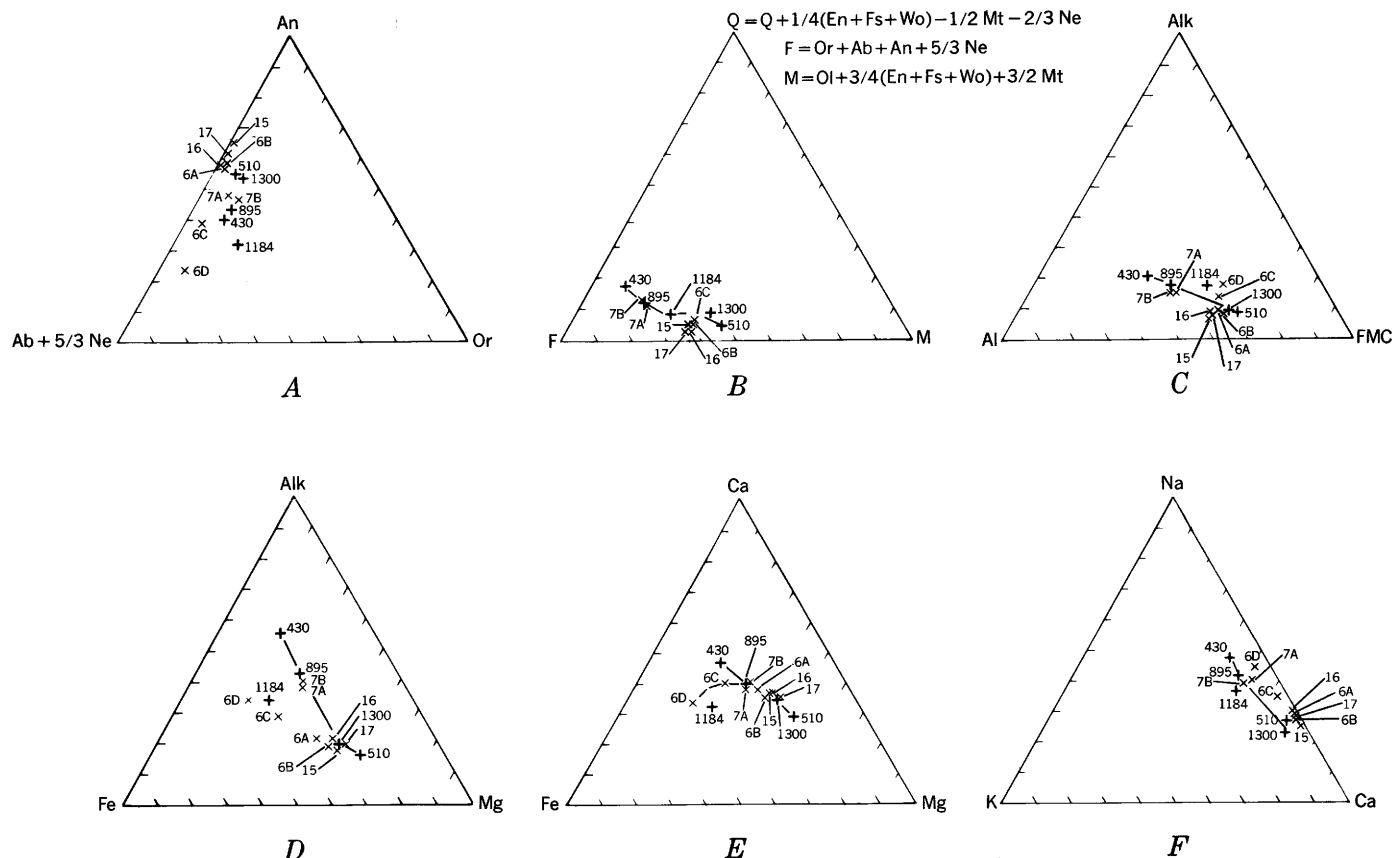 An
Q = Q + 1/4(En + Fs + Wo) − 1/2 Mt − 2/3 Ne
F = Or + Ab + An + 5/3 Ne
M = Ol + 3/4(En + Fs + Wo) + 3/2 Mt
Alk
17
15
16
6B
6A
510
1300
7A
7B
895
430
6C
1184
6D
Ab + 5/3 Ne
Or
A
430
1184
6C
895
7B
7A
1300
15
510
17
16
6B
F
M
B
7A
430
895
1184
6D
6C
7B
1300
16
510
6B
6A
15
17
Al
FMC
C
Alk
430
895
7B
7A
1184
6D
6C
16
1300
6A
17
6B
15
510
Fe
Mg
D
Ca
895
430
7B
6A
6C
16
17
6D
1184
7A
15
510
6B
1300
Fe
Mg
E
Na
430
6D
7A
895
7B
16
1184
6C
6A
17
510
6B
1300
15
K
Ca
F